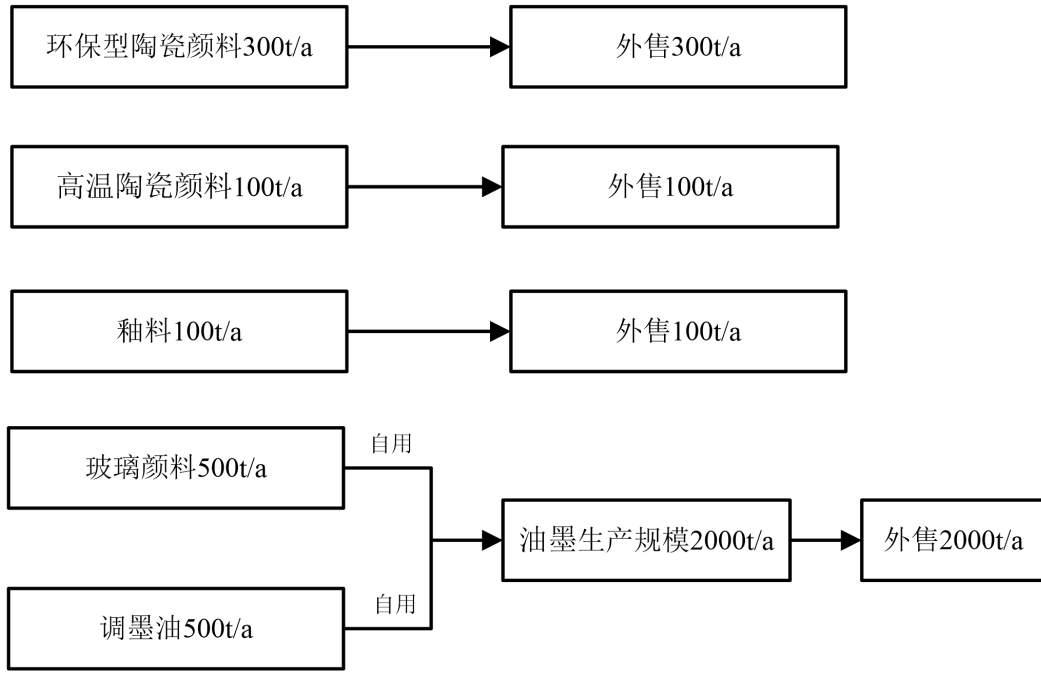 环保型陶瓷颜料300t/a
外售300t/a
高温陶瓷颜料100t/a
外售100t/a
釉料100t/a
外售100t/a
玻璃颜料500t/a
自用
油墨生产规模2000t/a
外售2000t/a
自用
调墨油500t/a